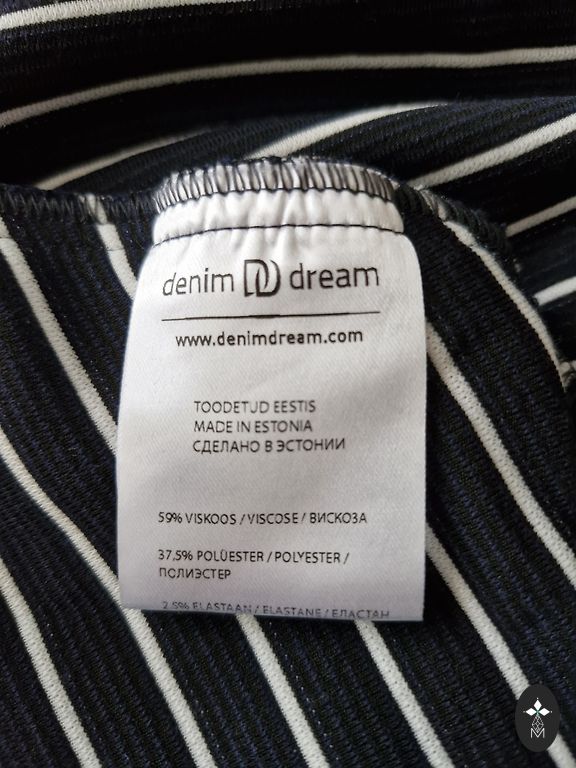 denim DD dream
www.denimdream.com
TOODETUD EESTIS
MADE IN ESTONIA
СДЕЛАНО В ЭСТОНИИ
59% VISKOOS / VISCOSE / ВИСКОЗА
37,5% POLÜESTER / POLYESTER /
ПОЛИЭСТЕР
2,5% ELASTAAN / ELASTANE / ЕЛАСТАН
M